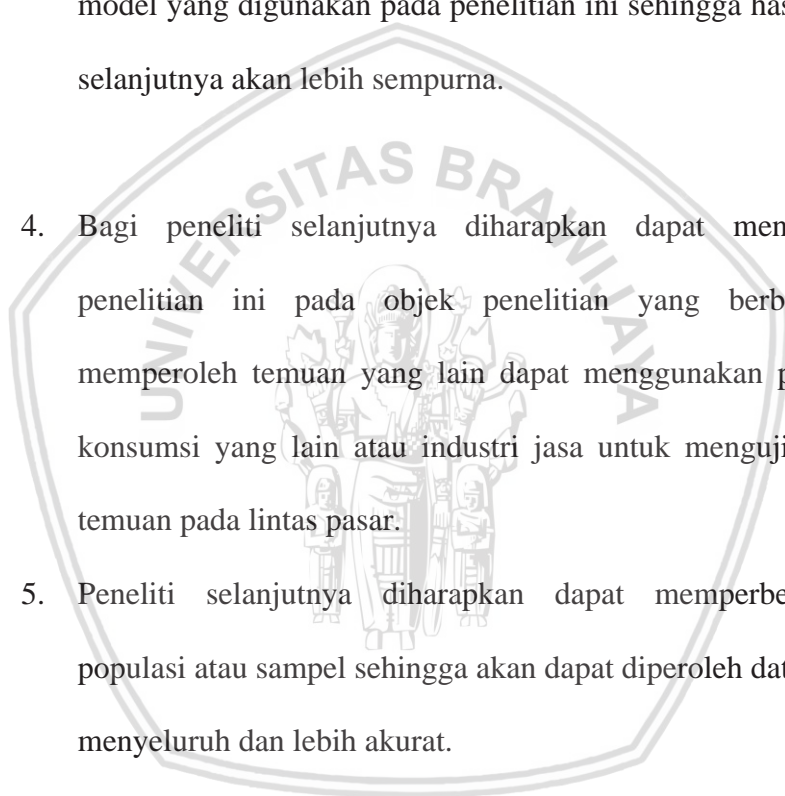 model yang digunakan pada penelitian ini sehingga has
selanjutnya akan lebih sempurna.
UNIVERSITAS BRAWIJAYA
4. Bagi peneliti selanjutnya diharapkan dapat men
penelitian ini pada objek penelitian yang berb
memperoleh temuan yang lain dapat menggunakan p
konsumsi yang lain atau industri jasa untuk menguji
temuan pada lintas pasar.
5. Peneliti selanjutnya diharapkan dapat memperbe
populasi atau sampel sehingga akan dapat diperoleh dat
menyeluruh dan lebih akurat.